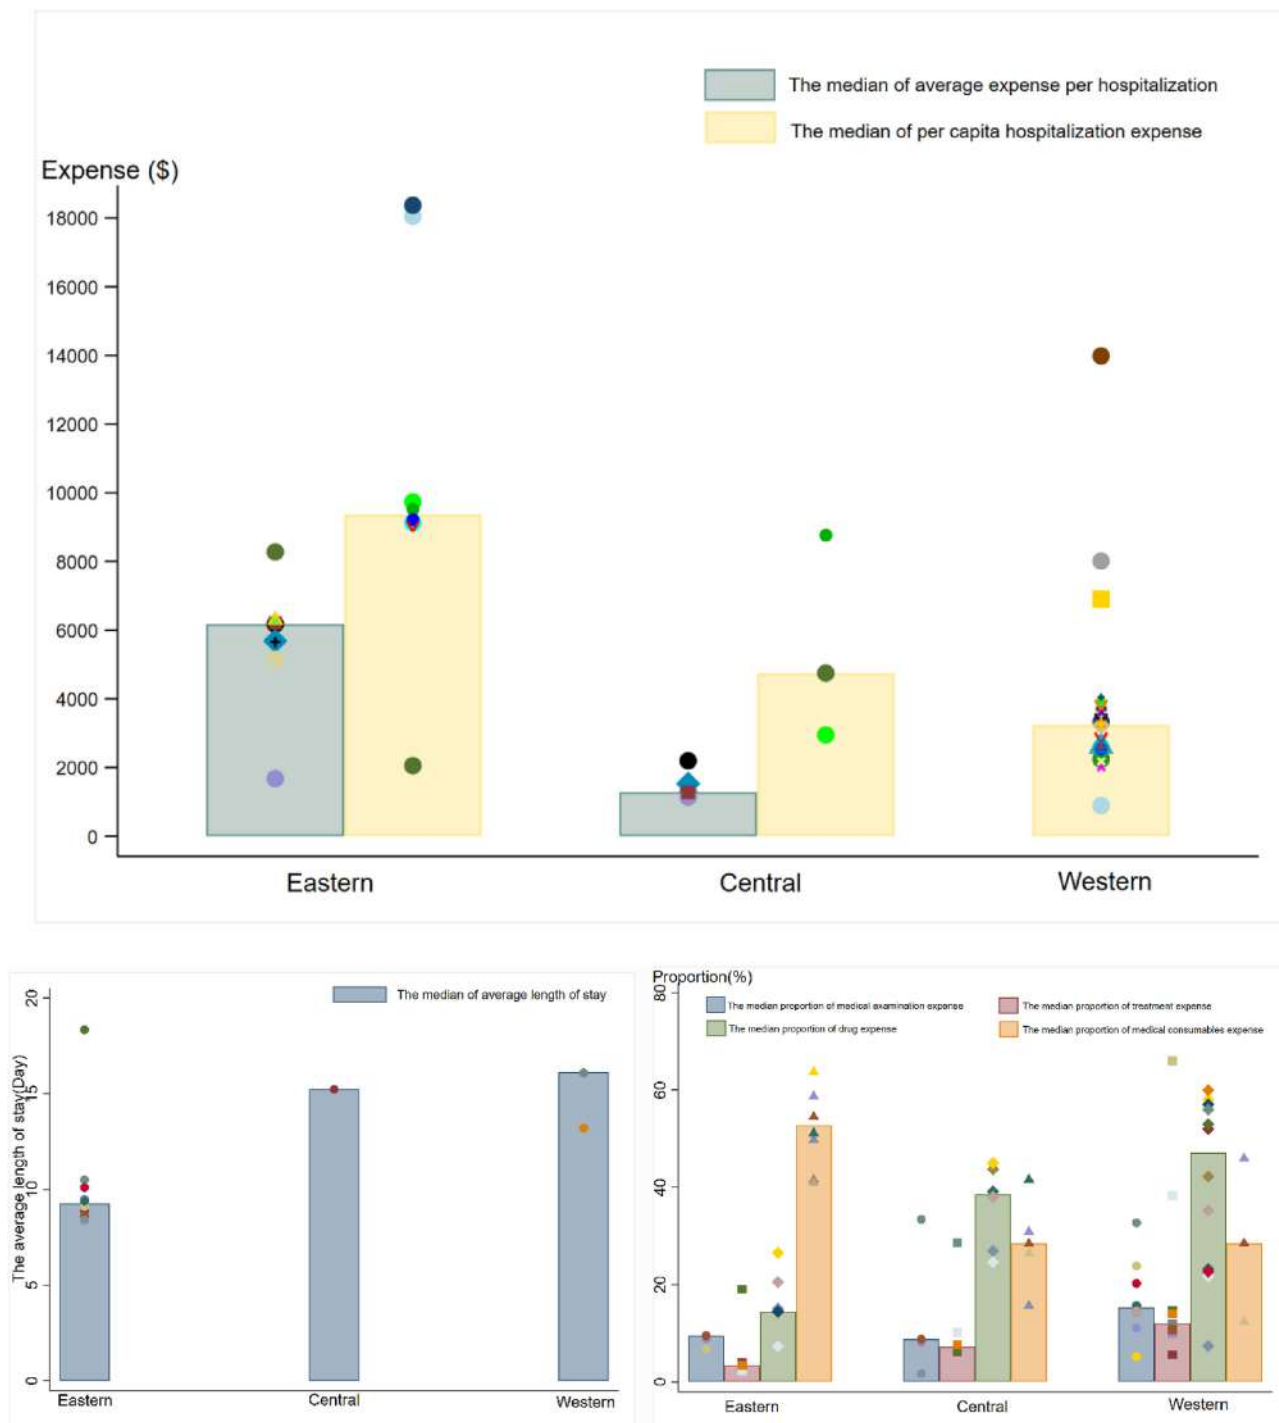 The median of average expense per hospitalization
The median of per capita hospitalization expense
Expense ($)
18000
16000
14000
12000
10000
8000
6000
4000
2000
0
Eastern
Central
Western
The median of average length of stay
The average length of stay(Day)
20
15
10
5
0
Eastern
Central
Western
Proportion(%)
The median proportion of medical examination expense
The median proportion of treatment expense
The median proportion of drug expense
The median proportion of medical consumables expense
80
60
40
20
0
Eastern
Central
Western